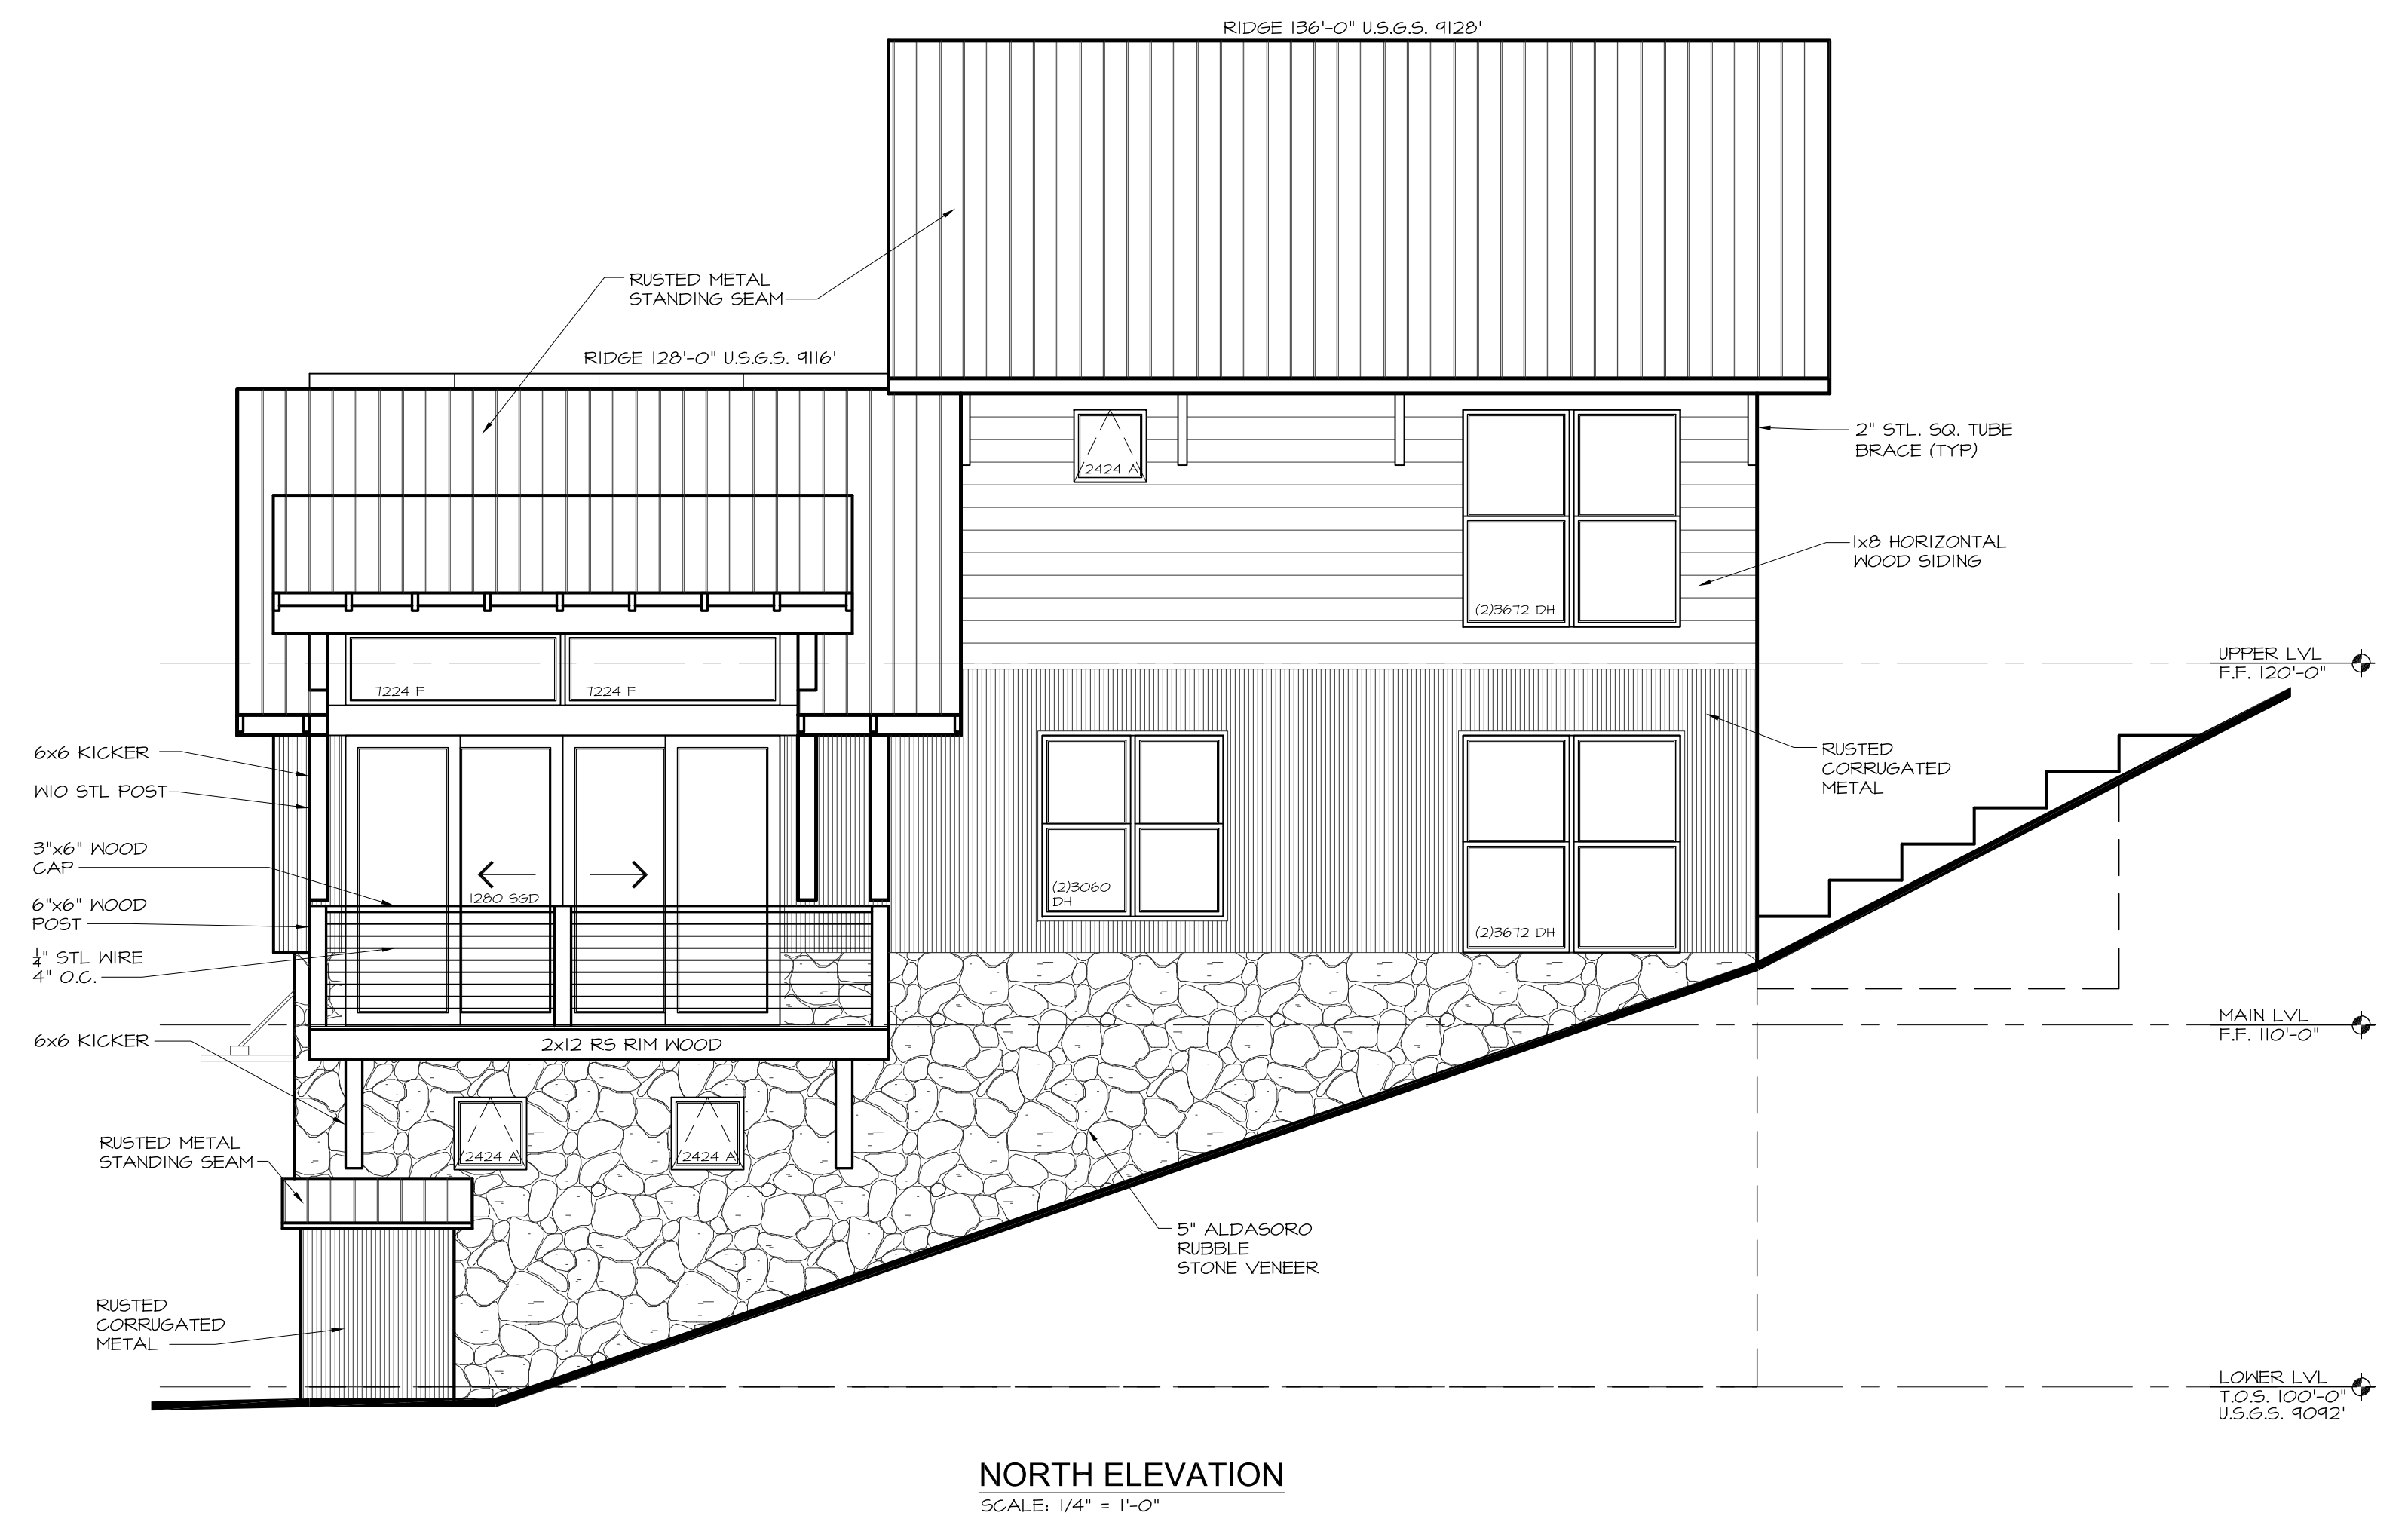 RIDGE 136'-0" U.S.G.S. 9128'
RUSTED METAL
STANDING SEAM
RIDGE 128'-0" U.S.G.S. 9116'
2424 A
2" STL. SQ. TUBE
BRACE (TYP)
1x8 HORIZONTAL
WOOD SIDING
(2)3672 DH
UPPER LVL
F.F. 120'-0"
7224 F
7224 F
6x6 KICKER
W10 STL POST
RUSTED
CORRUGATED
METAL
3"x6" WOOD
CAP
6"x6" WOOD
POST
1280 SGD
(2)3060
DH
(2)3672 DH
¼" STL WIRE
4" O.C.
MAIN LVL
F.F. 110'-0"
6x6 KICKER
2x12 RS RIM WOOD
RUSTED METAL
STANDING SEAM
2424 A
2424 A
5" ALDASORO
RUBBLE
STONE VENEER
RUSTED
CORRUGATED
METAL
LOWER LVL
T.O.S. 100'-0"
U.S.G.S. 9092'
NORTH ELEVATION
SCALE: 1/4" = 1'-0"